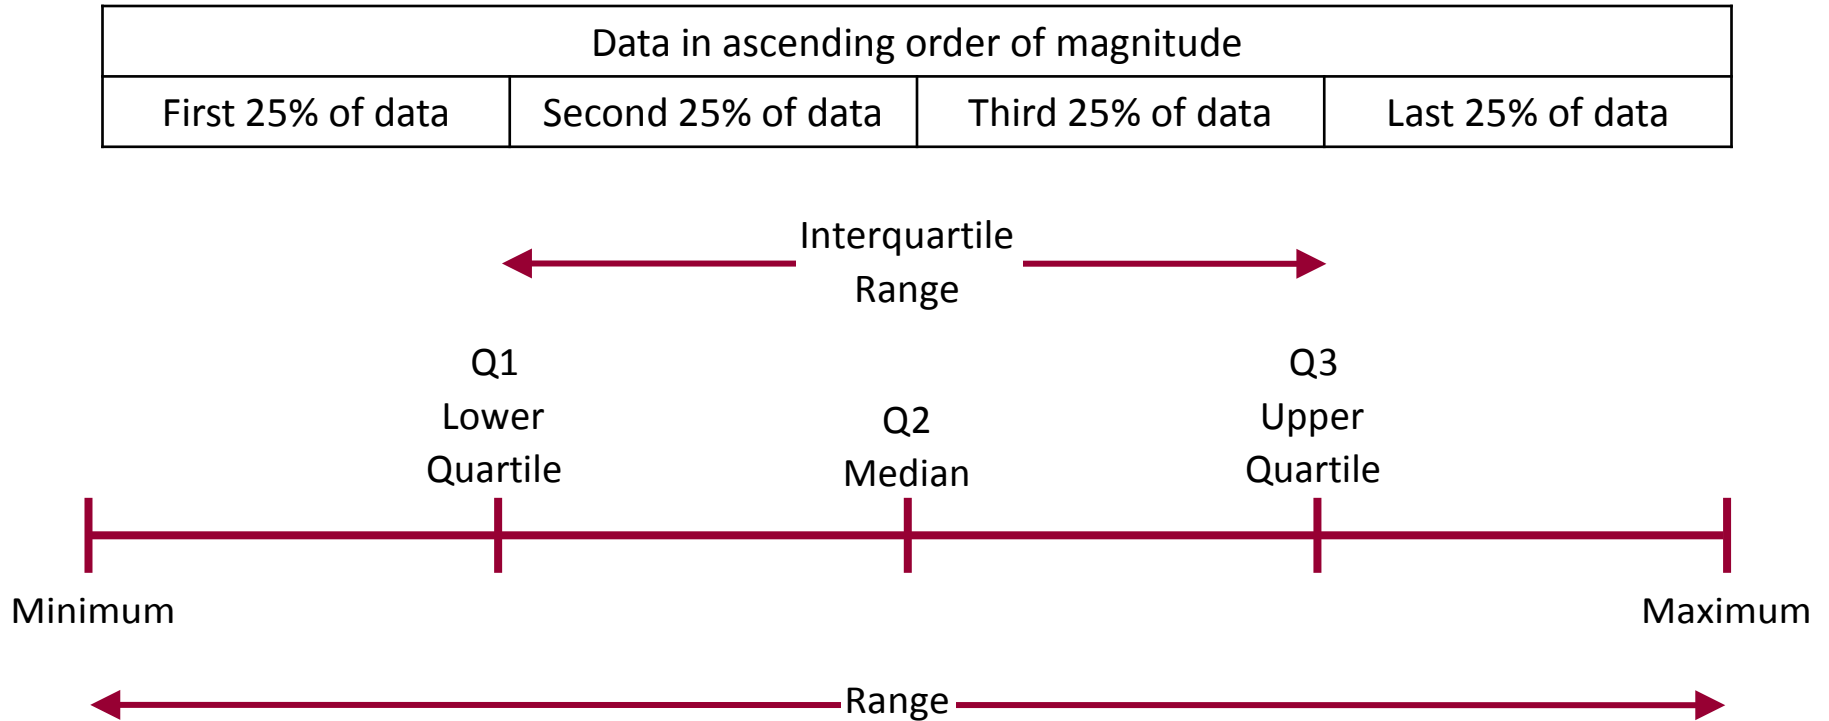 Data in ascending order of magnitude
First 25% of data
Second 25% of data
Third 25% of data
Last 25% of data
Interquartile
Range
Q1
Lower
Quartile
Q2
Median
Q3
Upper
Quartile
Minimum
Maximum
Range